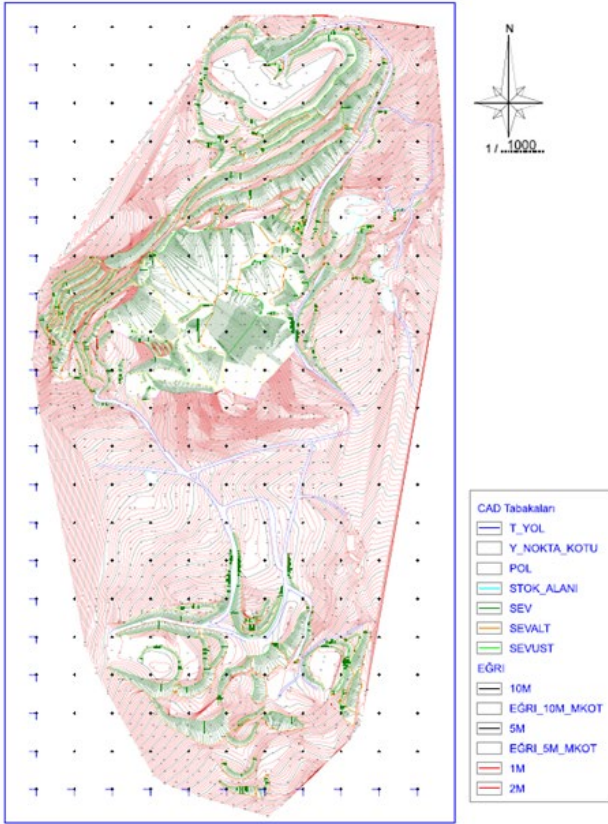 N
1 / ...1000.......
CAD Tabakaları
T_YOL
Y_NOKTA_KOTU
POL
STOK_ALANI
SEV
SEVALT
SEVUST
EĞRI
10M
EĞRI_10M_MKOT
5M
EĞRI_5M_MKOT
1M
2M